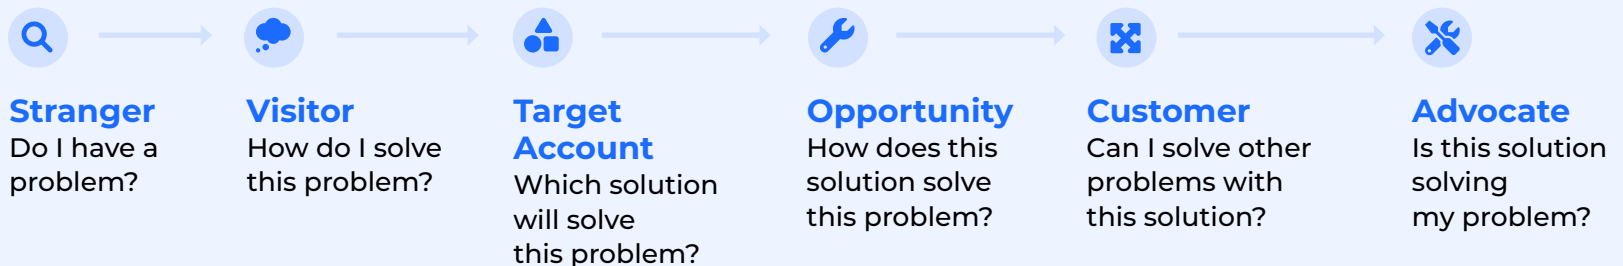 Stranger
Do I have a
problem?
Visitor
How do I solve
this problem?
Target
Account
Which solution
will solve
this problem?
Opportunity
How does this
solution solve
this problem?
Customer
Can I solve other
problems with
this solution?
Advocate
Is this solution
solving
my problem?